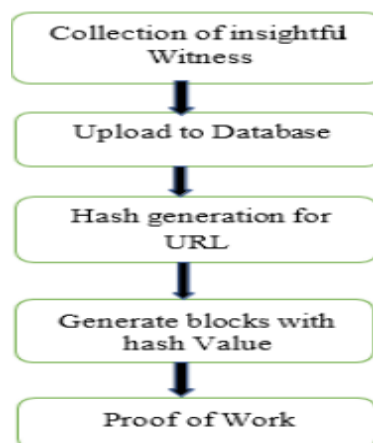 Collection of insightful
Witness
Upload to Database
Hash generation for
URL
Generate blocks with
hash Value
Proof of Work